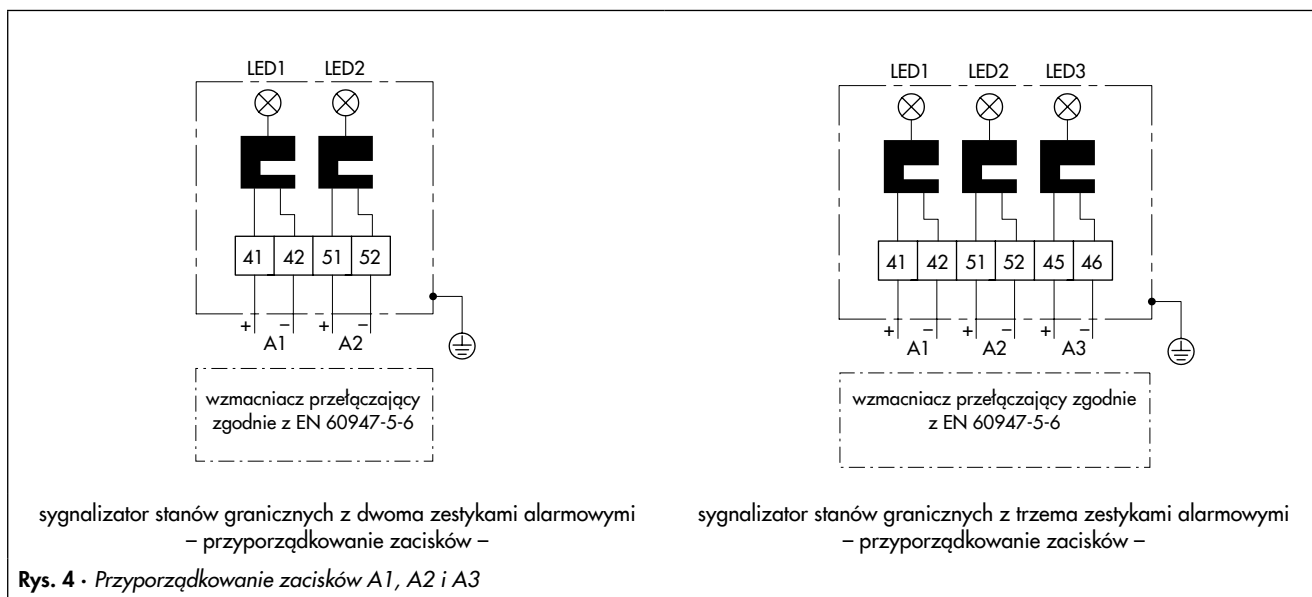 LED1 LED2
41 42 51 52
+ – + –
A1 A2
wzmacniacz przełączający
zgodnie z EN 60947-5-6
sygnalizator stanów granicznych z dwoma zestykami alarmowymi
– przyporządkowanie zacisków –
LED1 LED2 LED3
41 42 51 52 45 46
+ – + – + –
A1 A2 A3
wzmacniacz przełączający zgodnie
z EN 60947-5-6
sygnalizator stanów granicznych z trzema zestykami alarmowymi
– przyporządkowanie zacisków –
Rys. 4 · Przyporządkowanie zacisków A1, A2 i A3